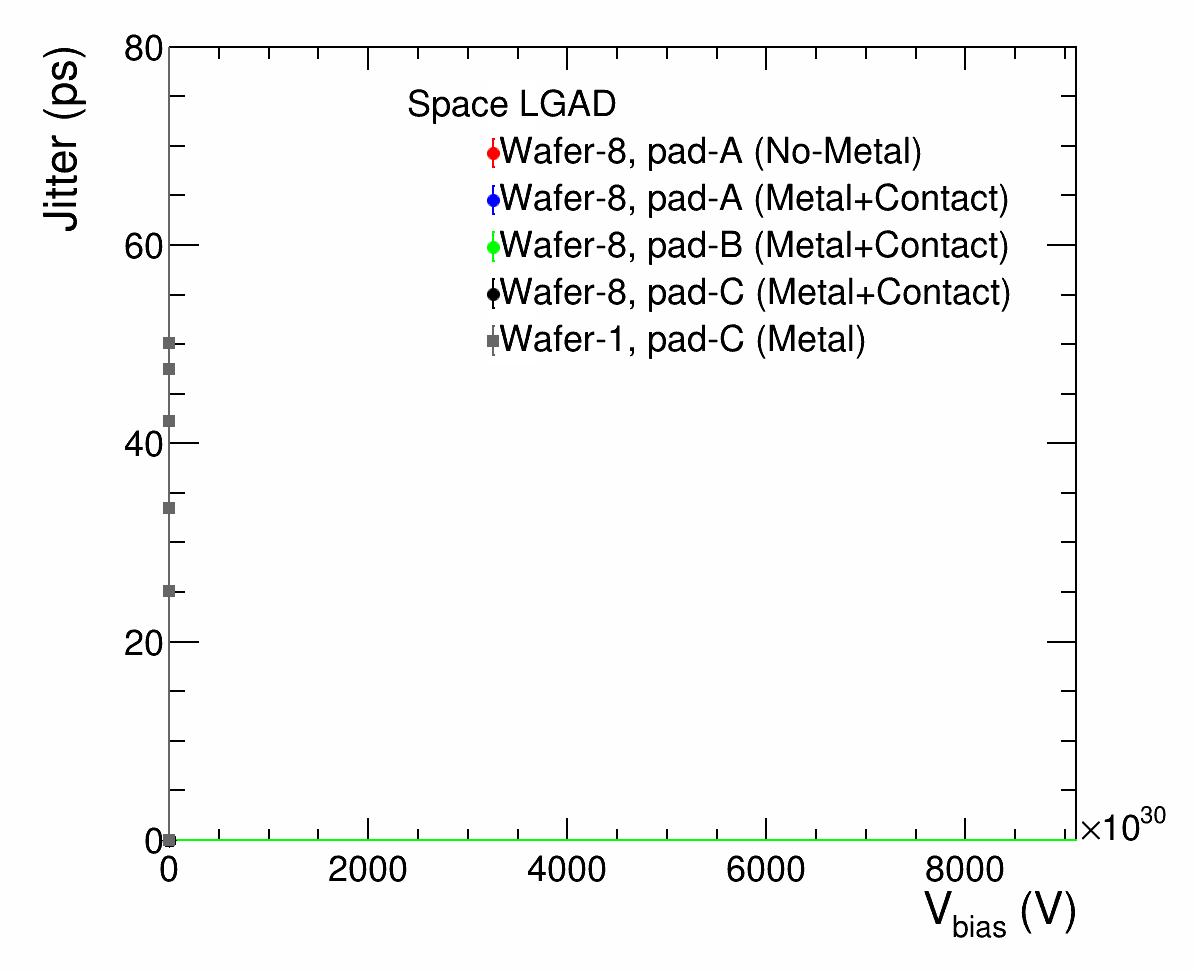 80
Jitter (ps)
Space LGAD
Wafer-8, pad-A (No-Metal)
Wafer-8, pad-A (Metal+Contact)
60
Wafer-8, pad-B (Metal+Contact)
Wafer-8, pad-C (Metal+Contact)
Wafer-1, pad-C (Metal)
40
20
0
×10³⁰
0 2000 4000 6000 8000
V_bias (V)